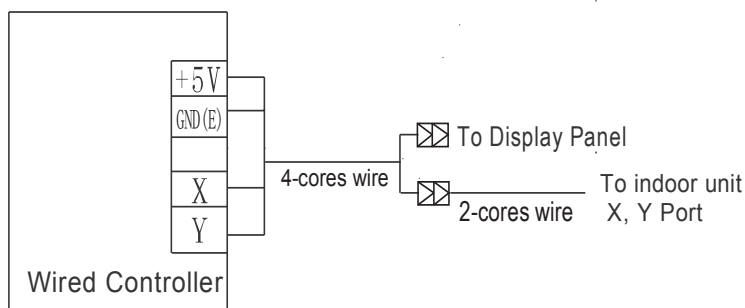 +5V
GND(E)
X
Y
Wired Controller
4-cores wire
To Display Panel
2-cores wire
To indoor unit
X, Y Port